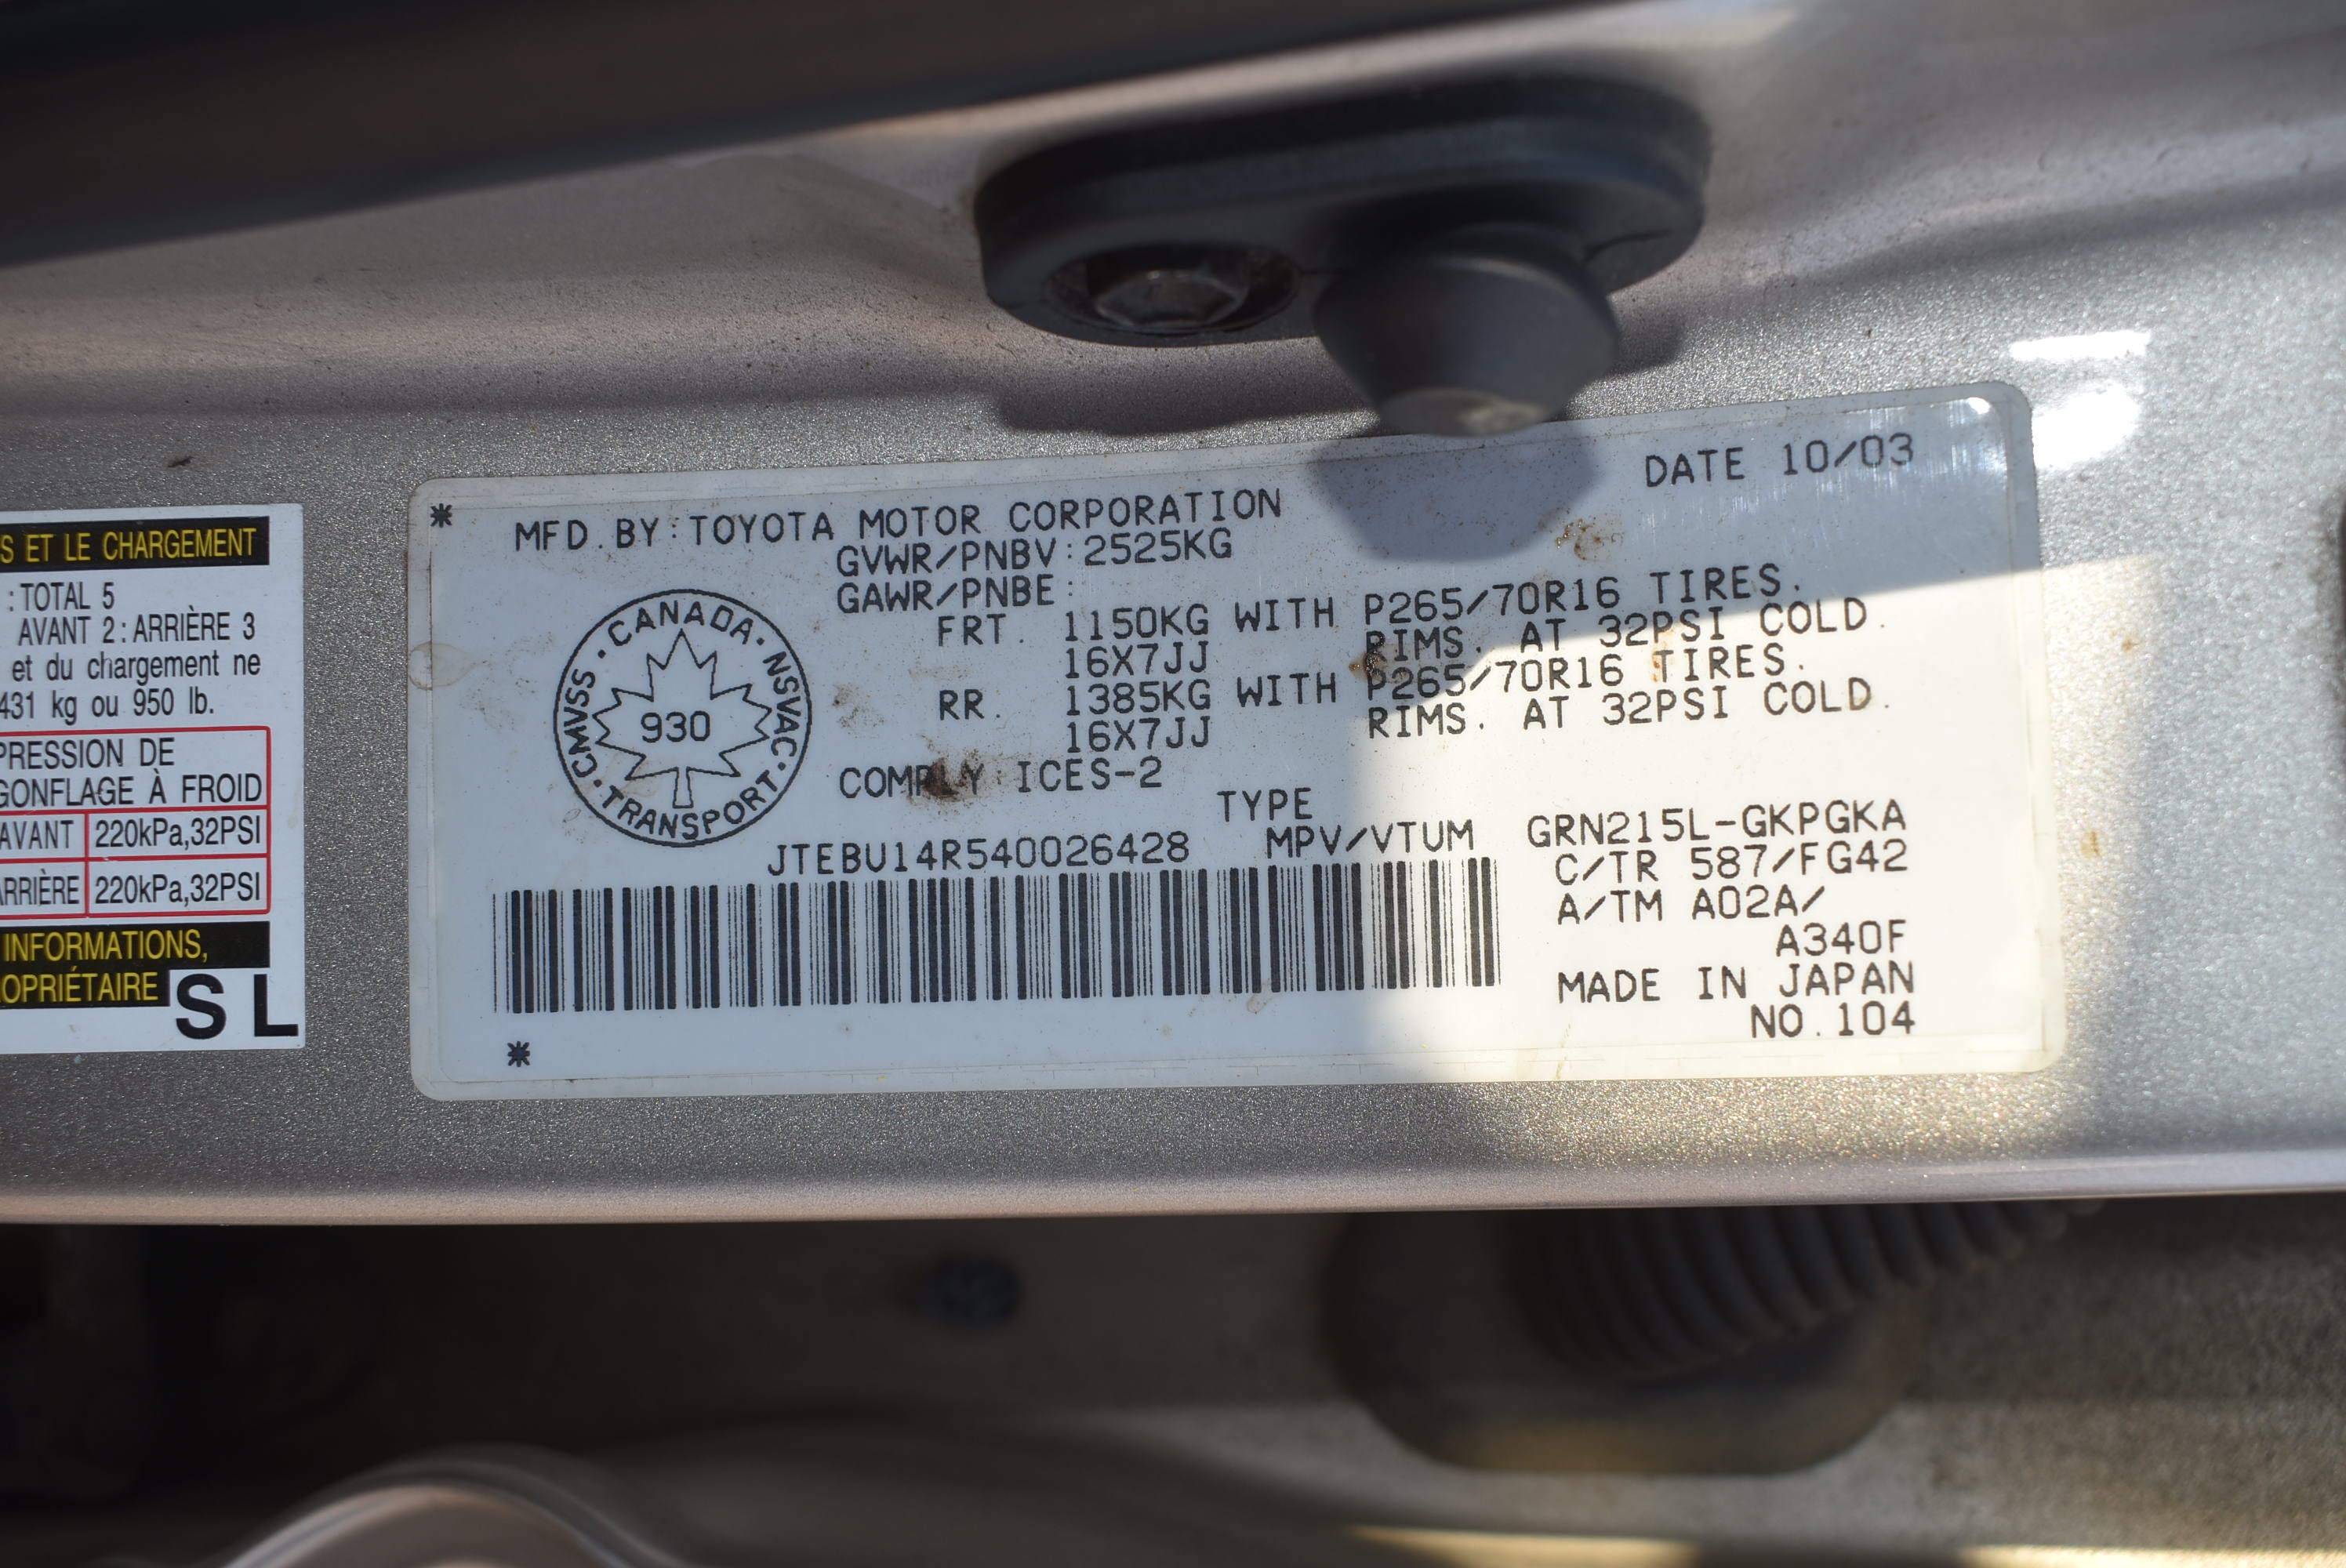 S ET LE CHARGEMENT
: TOTAL 5
AVANT 2 : ARRIÈRE 3
et du chargement ne
431 kg ou 950 lb.
PRESSION DE
GONFLAGE À FROID
AVANT 220kPa,32PSI
ARRIÈRE 220kPa,32PSI
INFORMATIONS,
OPRIÉTAIRE
SL
* MFD. BY: TOYOTA MOTOR CORPORATION DATE 10/03
GVWR/PNBV: 2525KG
GAWR/PNBE:
FRT. 1150KG WITH P265/70R16 TIRES.
16X7JJ RIMS. AT 32PSI COLD.
RR. 1385KG WITH P265/70R16 TIRES.
16X7JJ RIMS. AT 32PSI COLD.
COMPLY ICES-2
CANADA · NSVAC · TRANSPORT · CMVSS ·
930
TYPE
JTEBU14R540026428 MPV/VTUM GRN215L-GKPGKA
C/TR 587/FG42
A/TM A02A/
A340F
MADE IN JAPAN
NO. 104
*